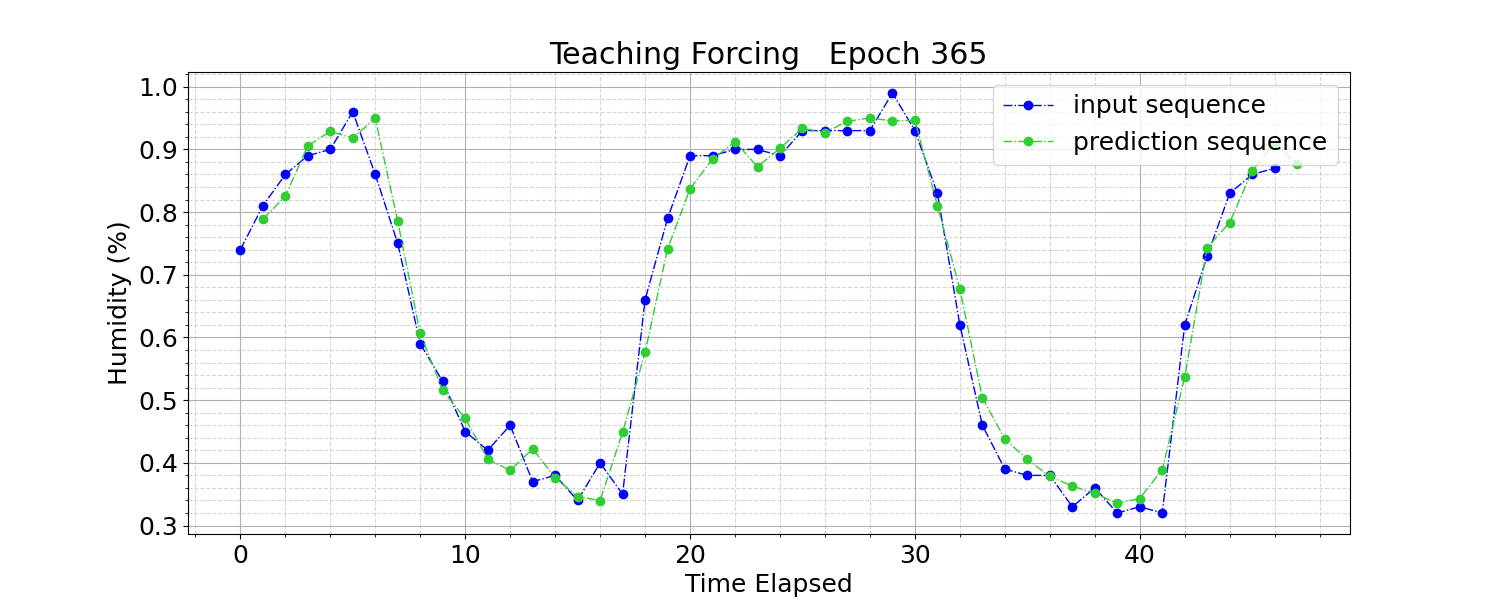 Teaching Forcing   Epoch 365
input sequence
prediction sequence
Humidity (%)
1.0
0.9
0.8
0.7
0.6
0.5
0.4
0.3
0 10 20 30 40
Time Elapsed